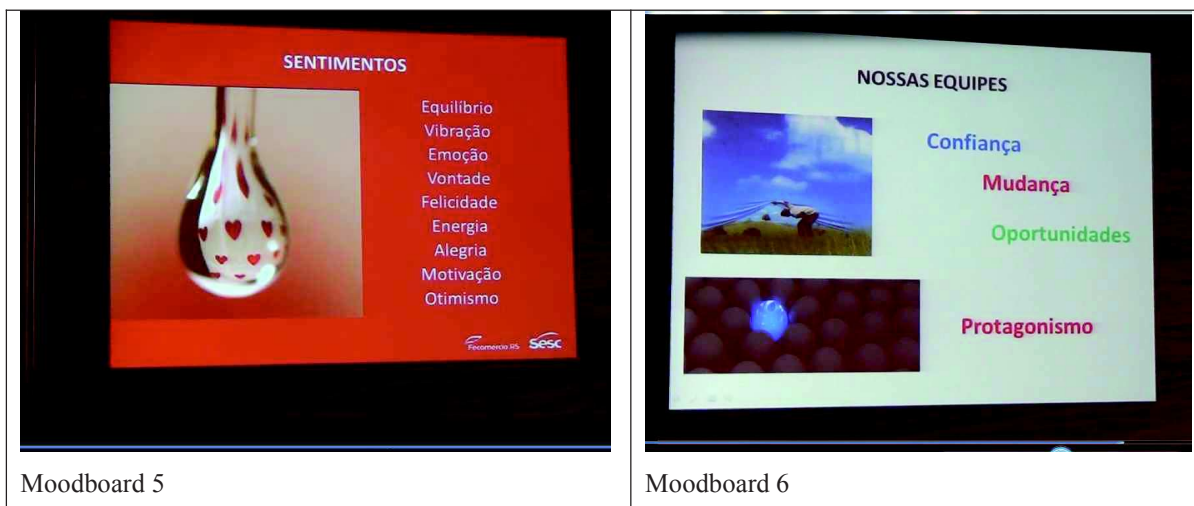 SENTIMENTOS
Equilíbrio
Vibração
Emoção
Vontade
Felicidade
Energia
Alegria
Motivação
Otimismo
Fecomércio RS Sesc
Moodboard 5
NOSSAS EQUIPES
Confiança
Mudança
Oportunidades
Protagonismo
Moodboard 6